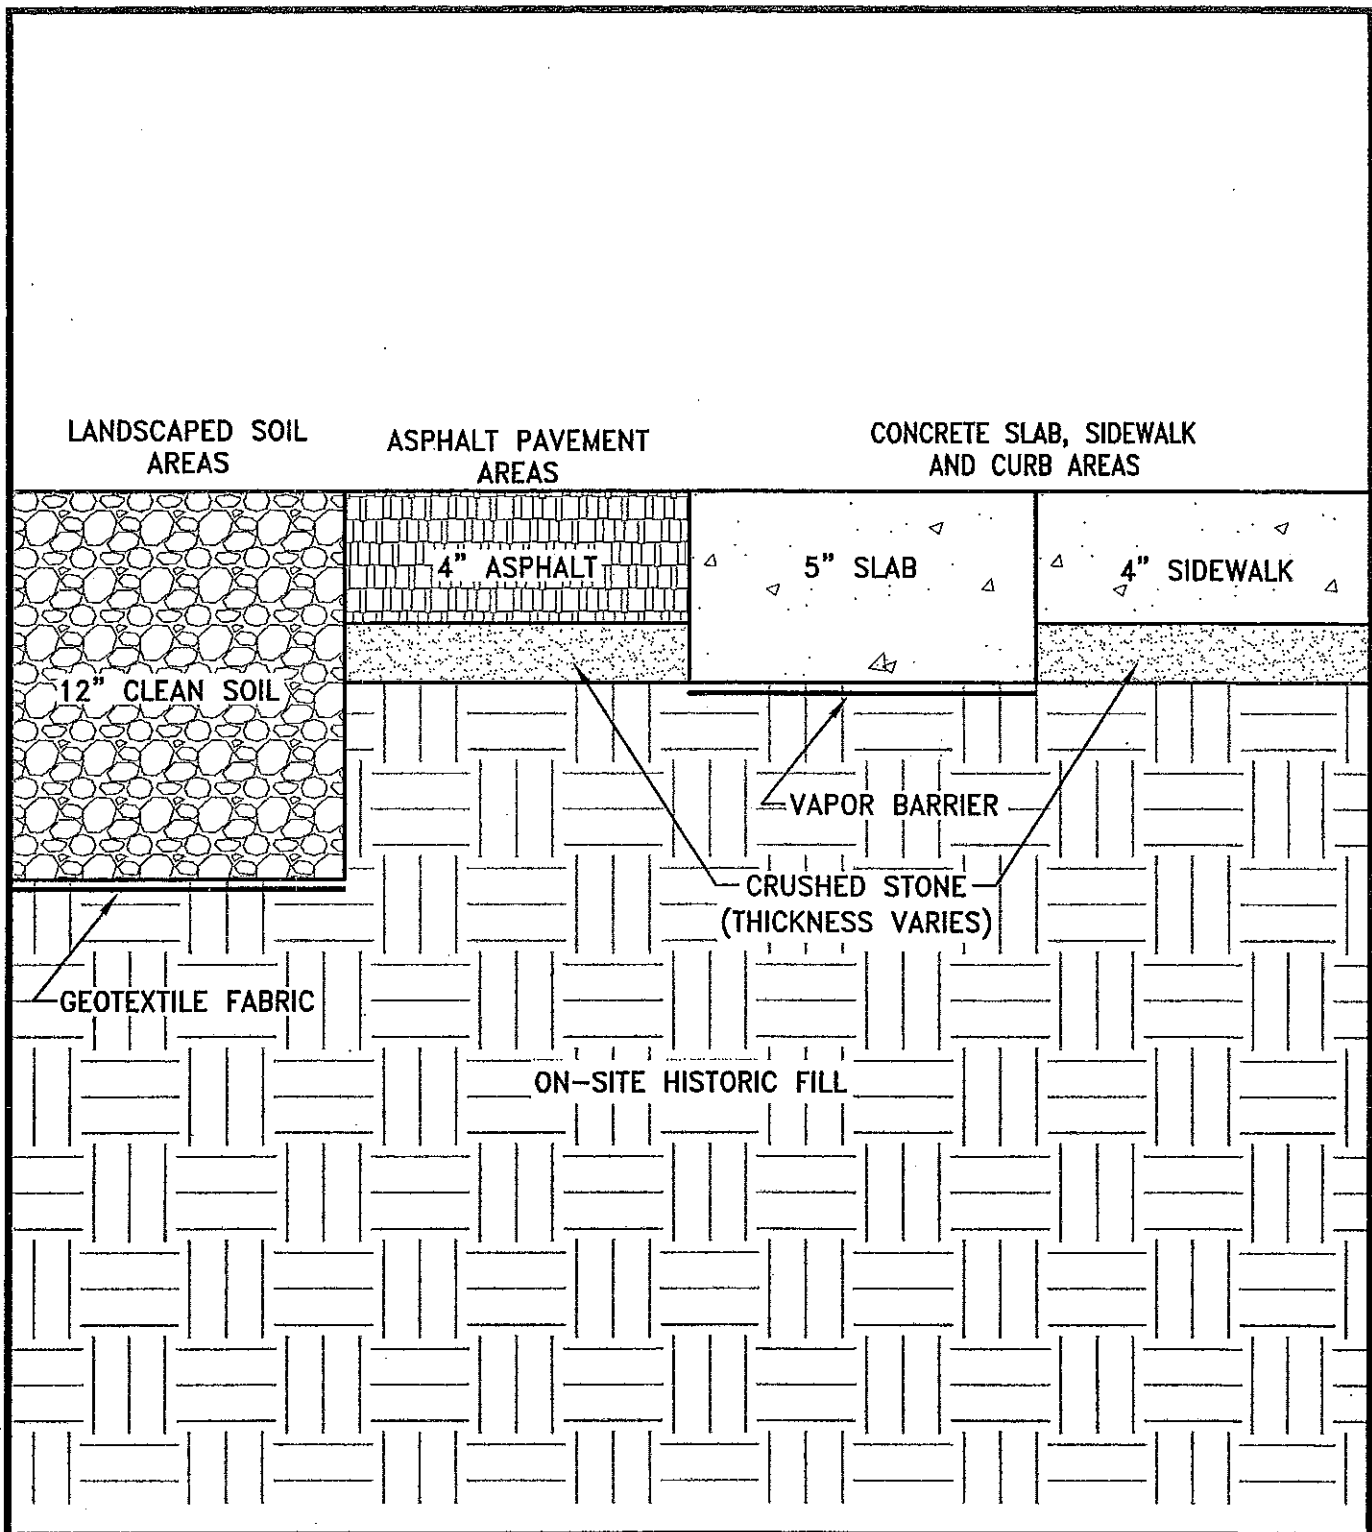 LANDSCAPED SOIL
AREAS
ASPHALT PAVEMENT
AREAS
CONCRETE SLAB, SIDEWALK
AND CURB AREAS
4" ASPHALT
5" SLAB
4" SIDEWALK
12" CLEAN SOIL
VAPOR BARRIER
CRUSHED STONE
(THICKNESS VARIES)
GEOTEXTILE FABRIC
ON-SITE HISTORIC FILL